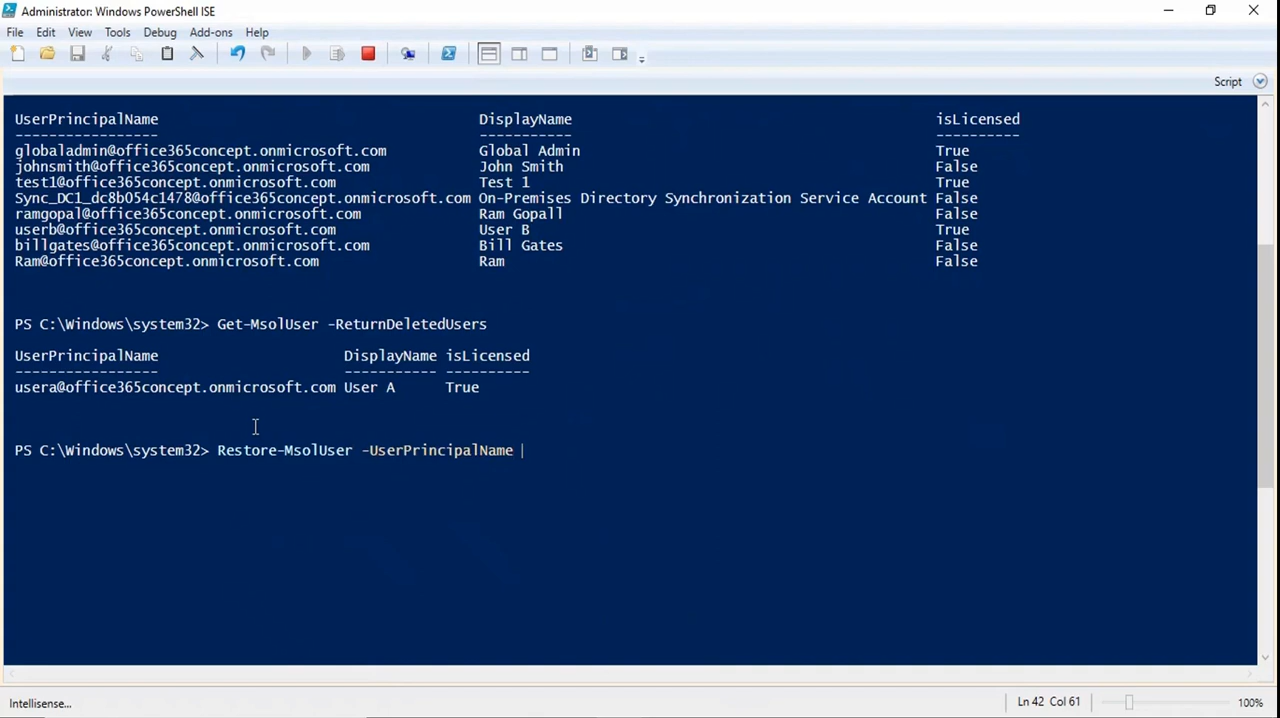 Administrator: Windows PowerShell ISE
File Edit View Tools Debug Add-ons Help
Script
UserPrincipalName DisplayName isLicensed
----------------- ----------- ----------
globaladmin@office365concept.onmicrosoft.com Global Admin True
johnsmith@office365concept.onmicrosoft.com John Smith False
test1@office365concept.onmicrosoft.com Test 1 True
Sync_DC1_dc8b054c1478@office365concept.onmicrosoft.com On-Premises Directory Synchronization Service Account False
ramgopal@office365concept.onmicrosoft.com Ram Gopall False
userb@office365concept.onmicrosoft.com User B True
billgates@office365concept.onmicrosoft.com Bill Gates False
Ram@office365concept.onmicrosoft.com Ram False
PS C:\Windows\system32> Get-MsolUser -ReturnDeletedUsers
UserPrincipalName DisplayName isLicensed
----------------- ----------- ----------
usera@office365concept.onmicrosoft.com User A True
PS C:\Windows\system32> Restore-MsolUser -UserPrincipalName
Intellisense... Ln 42 Col 61 100%